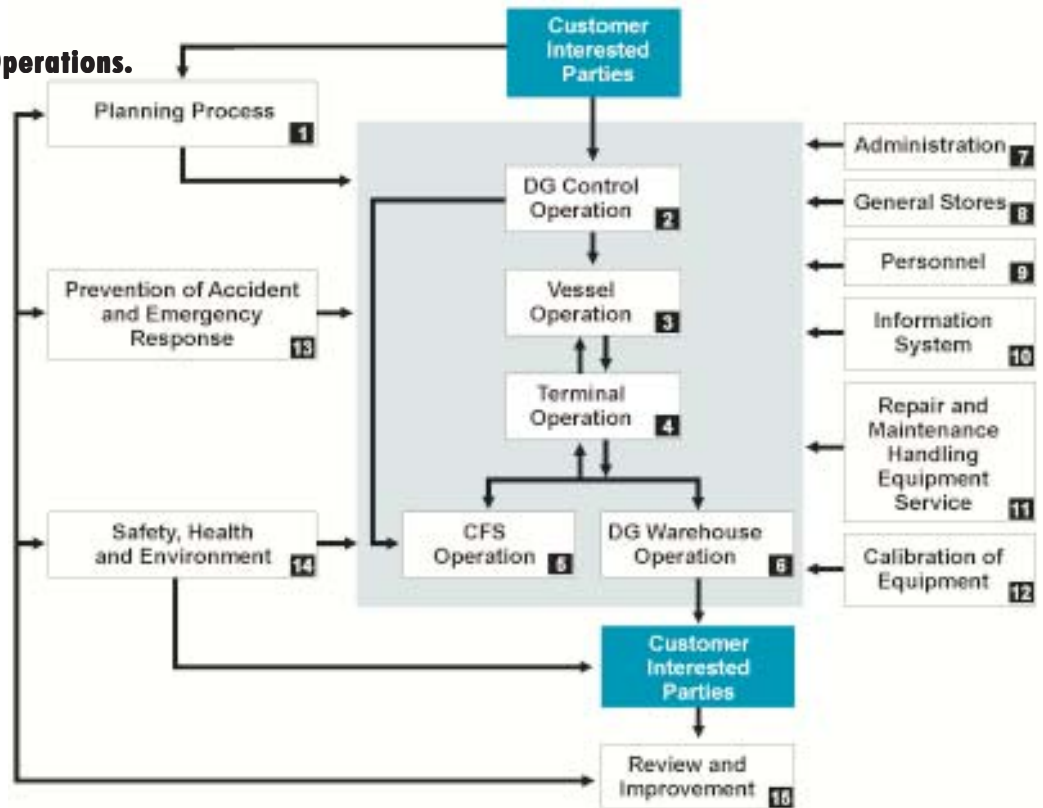 Operations.
Customer
Interested
Parties
Planning Process
1
DG Control
Operation
2
Vessel
Operation
3
Terminal
Operation
4
CFS
Operation
5
DG Warehouse
Operation
6
Administration
7
General Stores
8
Personnel
9
Information
System
10
Repair and
Maintenance
Handling
Equipment
Service
11
Calibration of
Equipment
12
Prevention of Accident
and Emergency
Response
13
Safety, Health
and Environment
14
Customer
Interested
Parties
Review and
Improvement
15